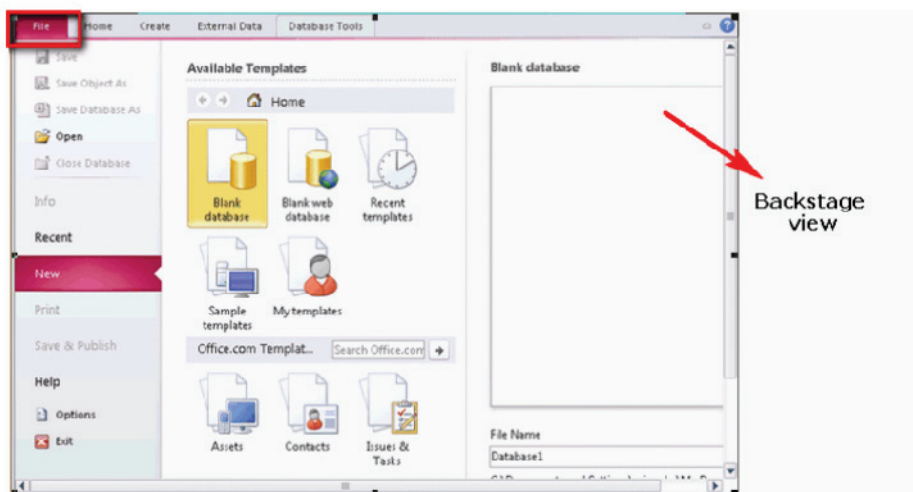 File Home Create External Data Database Tools
Save
Save Object As
Save Database As
Open
Close Database
Info
Recent
New
Print
Save & Publish
Help
Options
Exit
Available Templates
Home
Blank database
Blank web database
Recent templates
Sample templates
My templates
Office.com Templat... Search Office.com
Assets
Contacts
Issues & Tasks
Blank database
File Name
Database1
Backstage
view